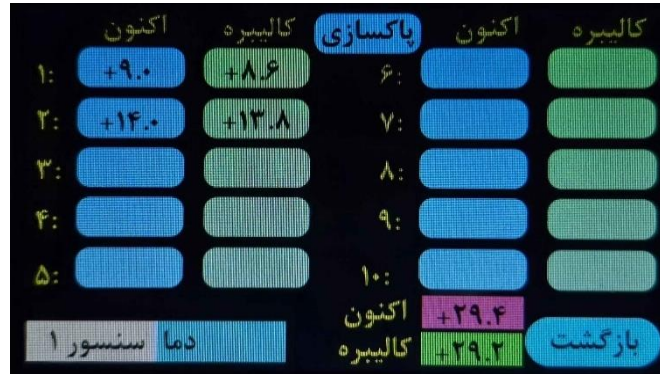 اکنون کالیبره پاکسازی اکنون کالیبره
۱: +۹.۰ +۸.۶ ۶:
۲: +۱۴.۰ +۱۳.۸ ۷:
۳: ۸:
۴: ۹:
۵: ۱۰:
اکنون +۲۹.۴
کالیبره +۲۹.۲
دما سنسور ۱
بازگشت